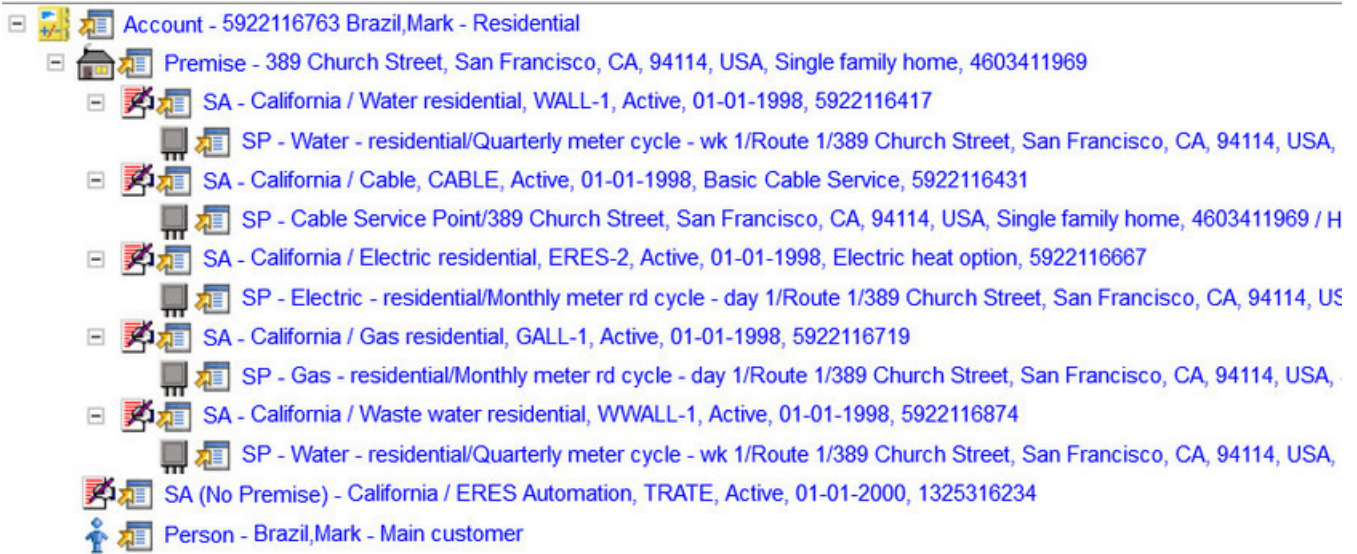 Account - 5922116763 Brazil,Mark - Residential
Premise - 389 Church Street, San Francisco, CA, 94114, USA, Single family home, 4603411969
SA - California / Water residential, WALL-1, Active, 01-01-1998, 5922116417
SP - Water - residential/Quarterly meter cycle - wk 1/Route 1/389 Church Street, San Francisco, CA, 94114, USA,
SA - California / Cable, CABLE, Active, 01-01-1998, Basic Cable Service, 5922116431
SP - Cable Service Point/389 Church Street, San Francisco, CA, 94114, USA, Single family home, 4603411969 / H
SA - California / Electric residential, ERES-2, Active, 01-01-1998, Electric heat option, 5922116667
SP - Electric - residential/Monthly meter rd cycle - day 1/Route 1/389 Church Street, San Francisco, CA, 94114, US
SA - California / Gas residential, GALL-1, Active, 01-01-1998, 5922116719
SP - Gas - residential/Monthly meter rd cycle - day 1/Route 1/389 Church Street, San Francisco, CA, 94114, USA,
SA - California / Waste water residential, WWALL-1, Active, 01-01-1998, 5922116874
SP - Water - residential/Quarterly meter cycle - wk 1/Route 1/389 Church Street, San Francisco, CA, 94114, USA,
SA (No Premise) - California / ERES Automation, TRATE, Active, 01-01-2000, 1325316234
Person - Brazil,Mark - Main customer